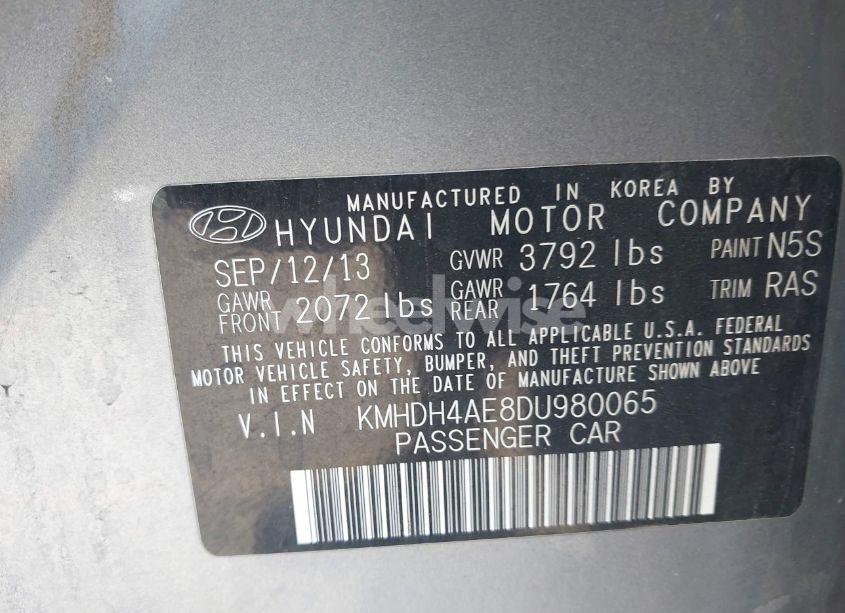 MANUFACTURED IN KOREA BY
HYUNDAI MOTOR COMPANY
SEP/12/13 GVWR 3792 lbs PAINT N5S
GAWR FRONT 2072 lbs GAWR REAR 1764 lbs TRIM RAS
wheelwise
THIS VEHICLE CONFORMS TO ALL APPLICABLE U.S.A. FEDERAL
MOTOR VEHICLE SAFETY, BUMPER, AND THEFT PREVENTION STANDARDS
IN EFFECT ON THE DATE OF MANUFACTURE SHOWN ABOVE
V.I.N KMHDH4AE8DU980065
PASSENGER CAR